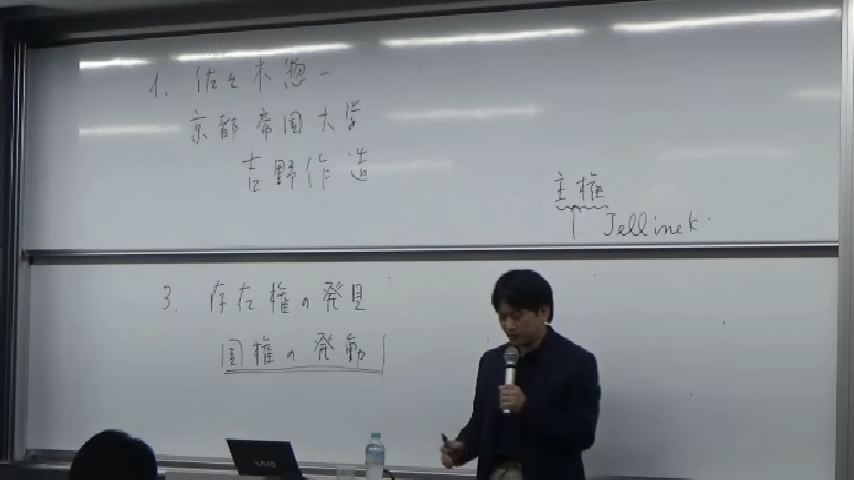 1. 佐々木惣一
京都帝国大学
吉野作造
主権
Jellinek
3. 存在権の発見
国権の発動
VAIO